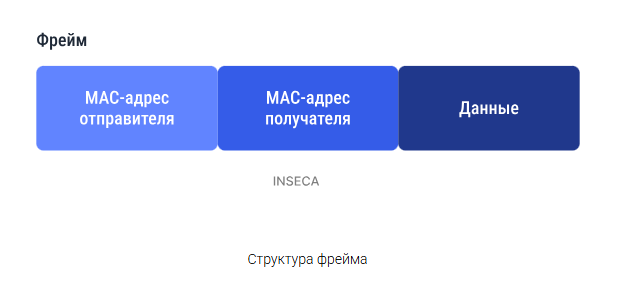 Фрейм
MAC-адрес
отправителя
MAC-адрес
получателя
Данные
INSECA
Структура фрейма